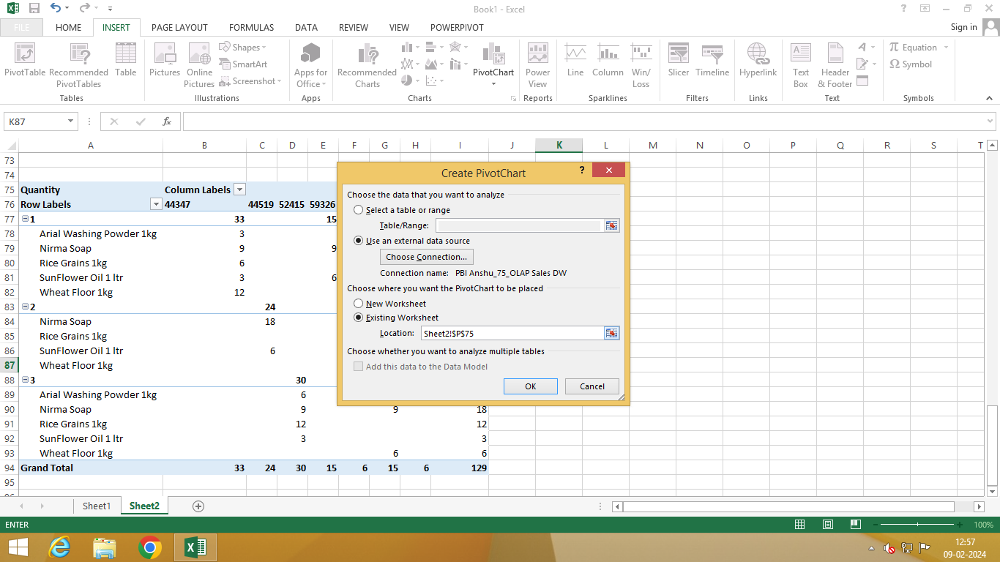 Book1 - Excel
FILE HOME INSERT PAGE LAYOUT FORMULAS DATA REVIEW VIEW POWERPIVOT Sign in
PivotTable Recommended PivotTables Table
Pictures Online Pictures
Shapes
SmartArt
Screenshot
Apps for Office
Recommended Charts
PivotChart
Power View
Line Column Win/Loss
Slicer Timeline
Hyperlink
Text Box Header & Footer
Equation
Symbol
Tables Illustrations Apps Charts Reports Sparklines Filters Links Text Symbols
K87 fx
A B C D E F G H I J K L M N O P Q R S T
73
74
75 Quantity Column Labels
76 Row Labels 44347 44519 52415 59326
77 1 33 15
78 Arial Washing Powder 1kg 3
79 Nirma Soap 9 9
80 Rice Grains 1kg 6
81 SunFlower Oil 1 ltr 3 6
82 Wheat Floor 1kg 12
83 2 24
84 Nirma Soap 18
85 Rice Grains 1kg
86 SunFlower Oil 1 ltr 6
87 Wheat Floor 1kg
88 3 30
89 Arial Washing Powder 1kg 6
90 Nirma Soap 9 9 18
91 Rice Grains 1kg 12 12
92 SunFlower Oil 1 ltr 3 3
93 Wheat Floor 1kg 6 6
94 Grand Total 33 24 30 15 6 15 6 129
95
Create PivotChart
Choose the data that you want to analyze
Select a table or range
Table/Range:
Use an external data source
Choose Connection...
Connection name: PBI Anshu_75_OLAP Sales DW
Choose where you want the PivotChart to be placed
New Worksheet
Existing Worksheet
Location: Sheet2!$P$75
Choose whether you want to analyze multiple tables
Add this data to the Data Model
OK Cancel
Sheet1 Sheet2
ENTER 100%
12:57
09-02-2024